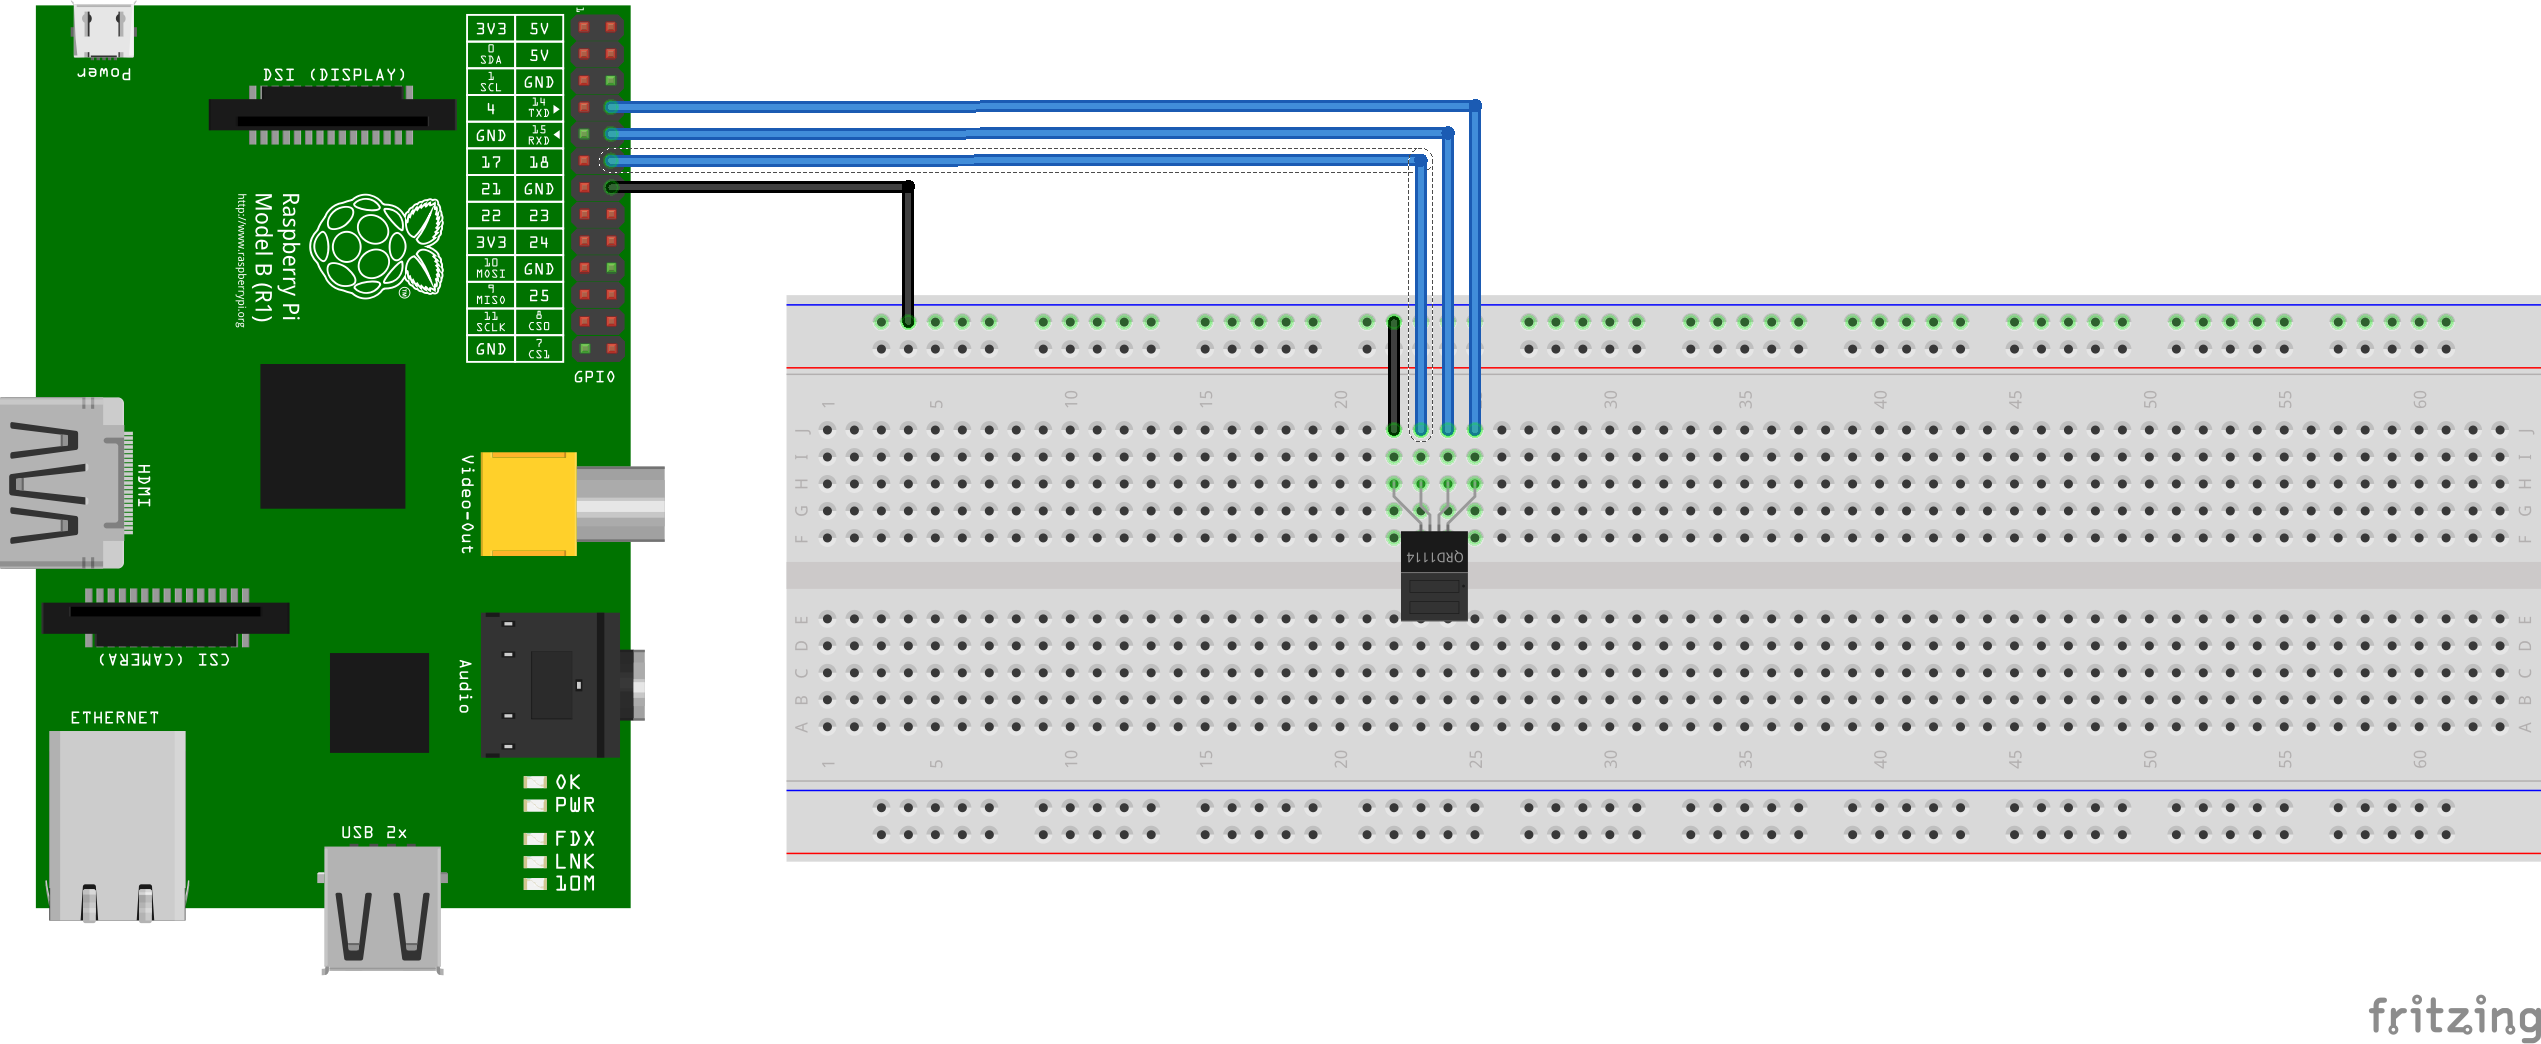 Power
DSI (DISPLAY)
1
3V3 5V
0 SDA 5V
1 SCL GND
4 14 TXD
GND 15 RXD
17 18
21 GND
22 23
3V3 24
10 MOSI GND
9 MISO 25
11 SCLK 8 CS0
GND 7 CS1
GPIO
Raspberry Pi
Model B (R1)
http://www.raspberrypi.org
HDMI
Video-Out
CSI (CAMERA)
Audio
ETHERNET
USB 2x
OK
PWR
FDX
LNK
10M
1 5 10 15 20 30 35 40 45 50 55 60
J J
I I
H H
G G
F F
QRD1114
E E
D D
C C
B B
A A
1 5 10 15 20 25 30 35 40 45 50 55 60
fritzing